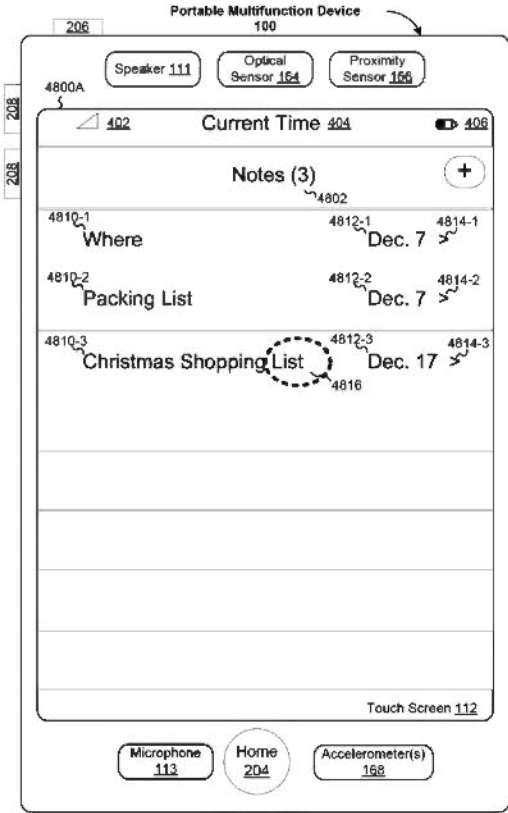 Portable Multifunction Device
100
206
Speaker 111
Optical
Sensor 164
Proximity
Sensor 166
4800A
208
208
402
Current Time 404
406
Notes (3)
+
4802
4810-1
4812-1
4814-1
Where
Dec. 7 >
4810-2
4812-2
4814-2
Packing List
Dec. 7 >
4810-3
4812-3
4814-3
Christmas Shopping List
Dec. 17 >
4816
Touch Screen 112
Microphone
113
Home
204
Accelerometer(s)
168